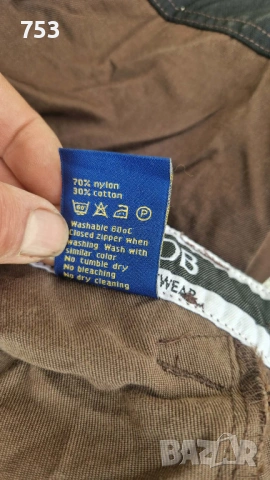 753
70% nylon
30% cotton
60
P
Washable 60oC
Closed zipper when
washing Wash with
similar color
No tumble dry
No bleaching
No dry cleaning
OB
WEAR
BAZAR
bg